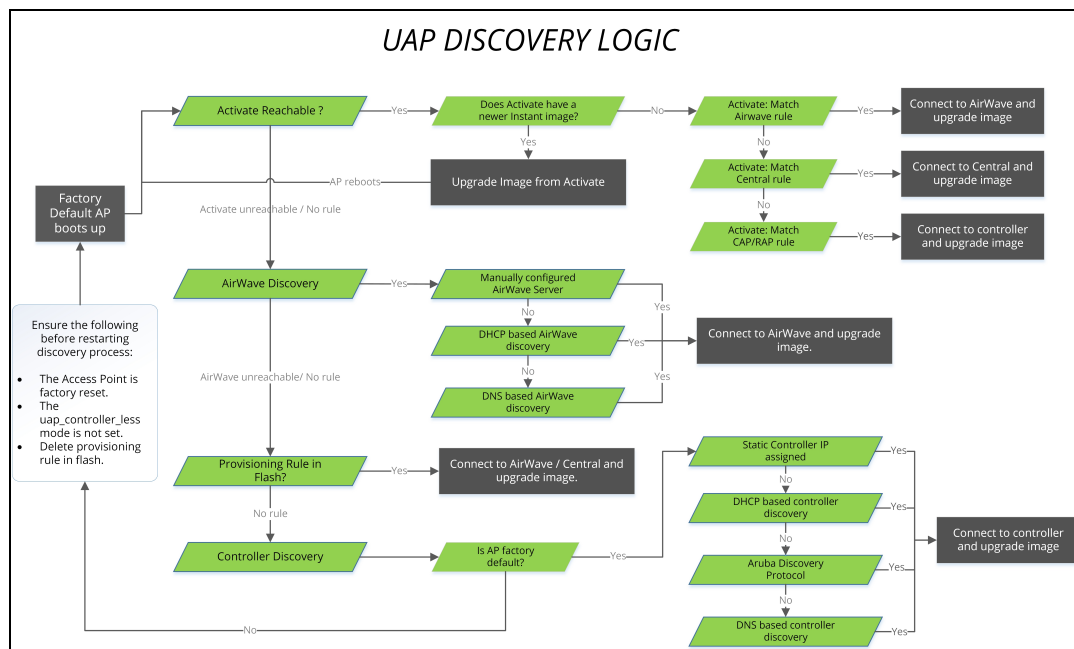 UAP DISCOVERY LOGIC
Activate Reachable ?
Yes
Does Activate have a
newer Instant image?
No
Activate: Match
Airwave rule
Yes
Connect to AirWave and
upgrade image
Yes
No
AP reboots
Upgrade Image from Activate
Activate: Match
Central rule
Yes
Connect to Central and
upgrade image
No
Factory
Default AP
boots up
Activate unreachable / No rule
Activate: Match
CAP/RAP rule
Yes
Connect to controller
and upgrade image
AirWave Discovery
Yes
Manually configured
AirWave Server
Yes
No
DHCP based AirWave
discovery
Yes
Connect to AirWave and upgrade
image.
No
Yes
DNS based AirWave
discovery
Ensure the following
before restarting
discovery process:
• The Access Point is
factory reset.
• The
uap_controller_less
mode is not set.
• Delete provisioning
rule in flash.
AirWave unreachable/ No rule
Provisioning Rule in
Flash?
Yes
Connect to AirWave / Central and
upgrade image.
No rule
Controller Discovery
Is AP factory
default?
Yes
No
Static Controller IP
assigned
Yes
No
DHCP based controller
discovery
Yes
No
Aruba Discovery
Protocol
Yes
No
DNS based controller
discovery
Yes
Connect to controller
and upgrade image